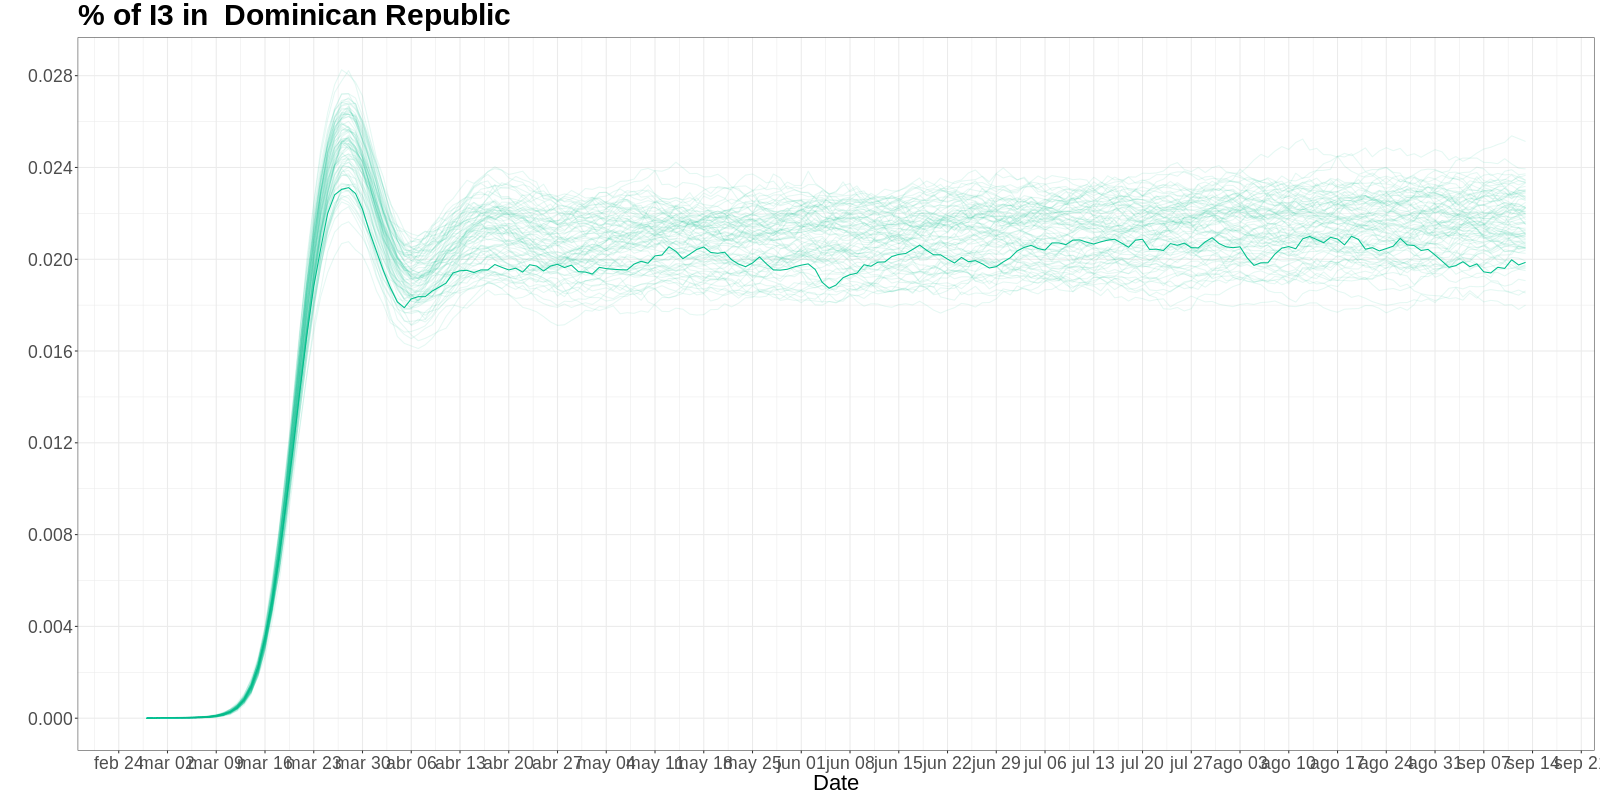 % of I3 in  Dominican Republic
0.028
0.024
0.020
0.016
0.012
0.008
0.004
0.000
feb 24 mar 02 mar 09 mar 16 mar 23 mar 30 abr 06 abr 13 abr 20 abr 27 may 04 may 11 may 18 may 25 jun 01 jun 08 jun 15 jun 22 jun 29 jul 06 jul 13 jul 20 jul 27 ago 03 ago 10 ago 17 ago 24 ago 31 sep 07 sep 14 sep 21
Date